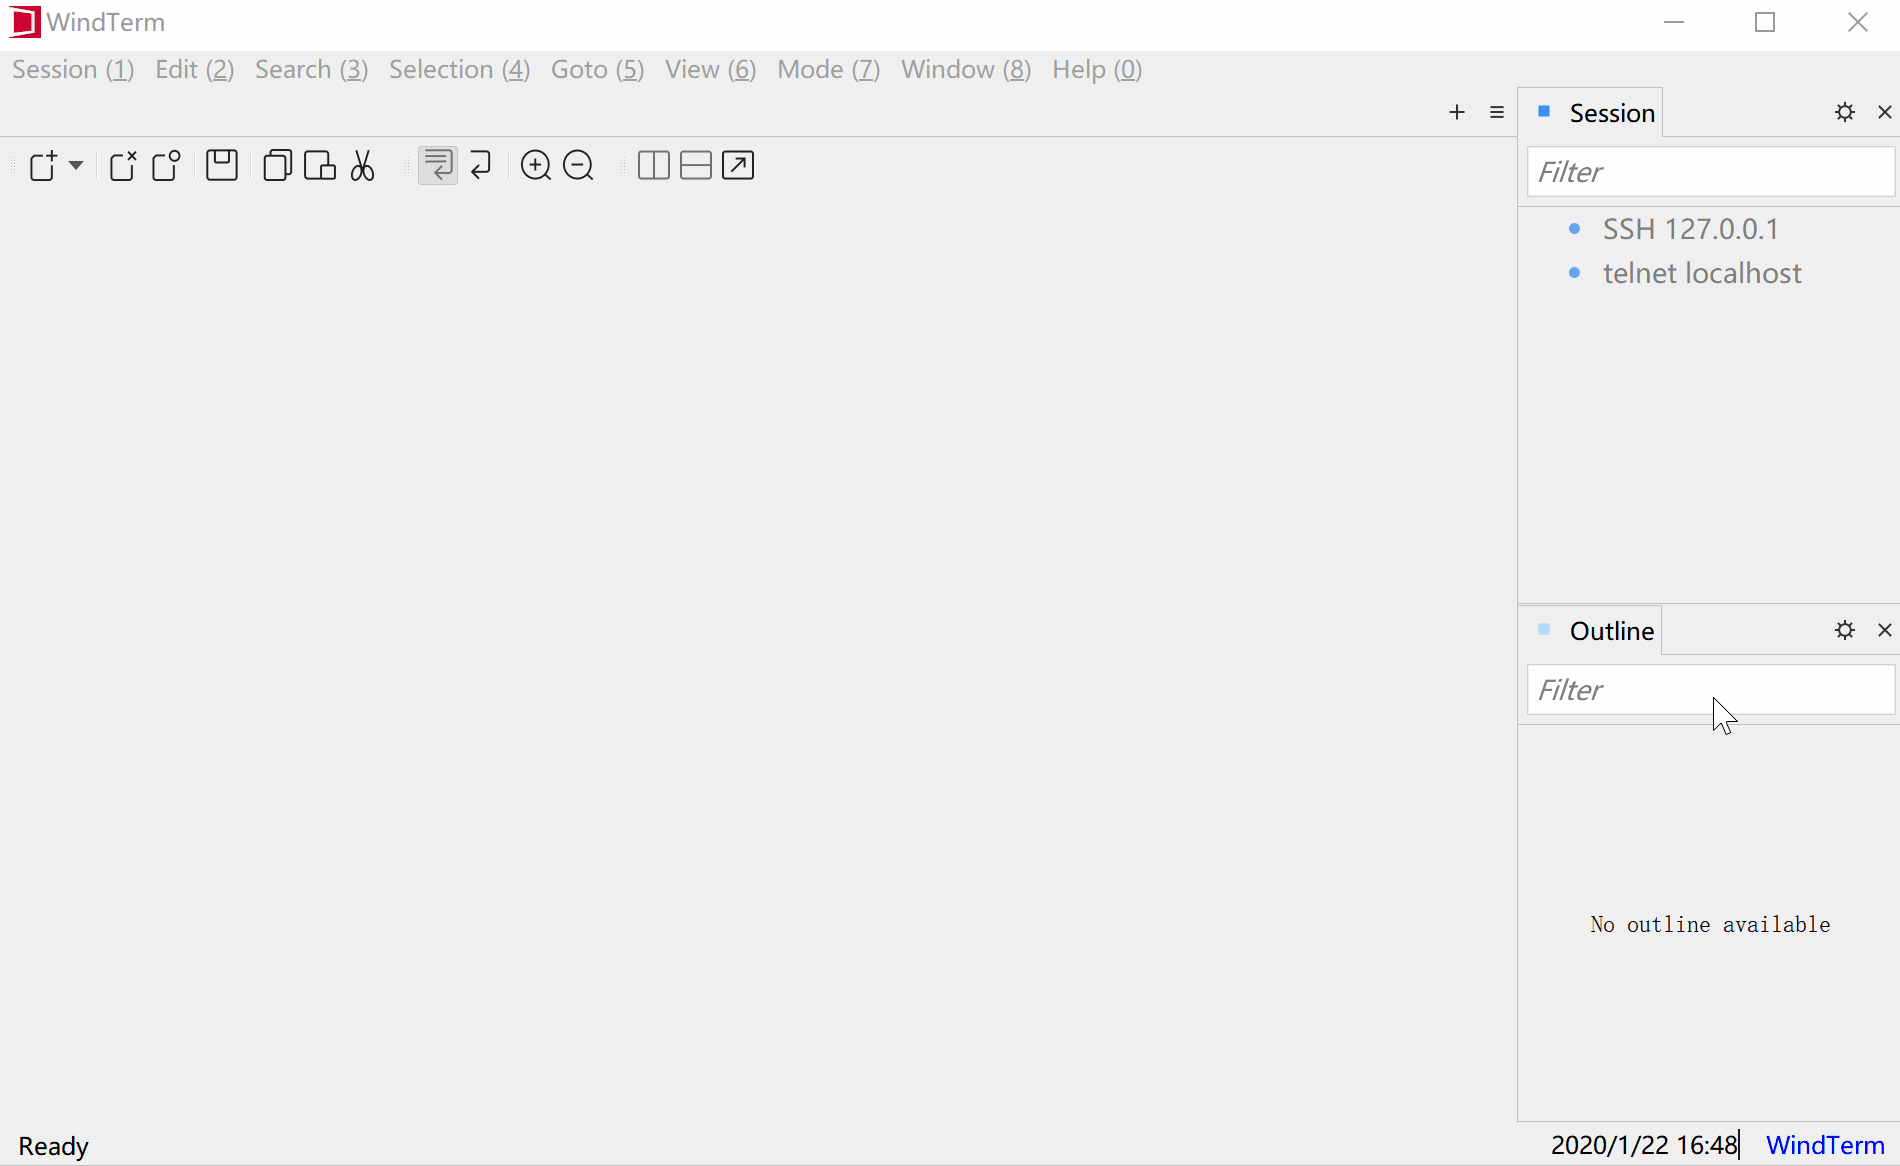 WindTerm
Session (1) Edit (2) Search (3) Selection (4) Goto (5) View (6) Mode (7) Window (8) Help (0)
Session
Filter
SSH 127.0.0.1
telnet localhost
Outline
Filter
No outline available
Ready 2020/1/22 16:48 WindTerm